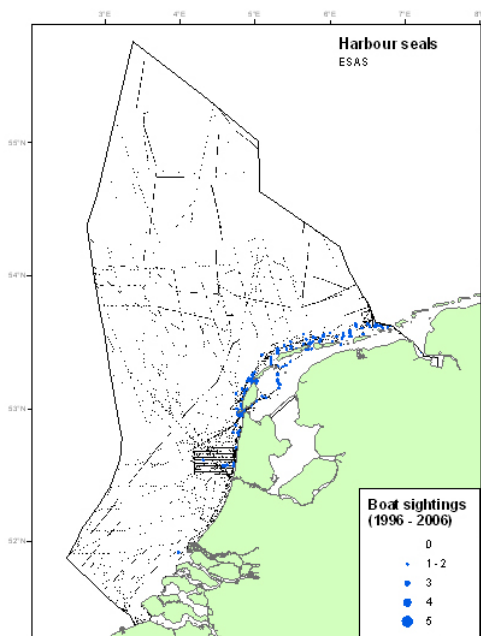 3°E 4°E 5°E 6°E 7°E 8°
Harbour seals
ESAS
55°N
54°N
53°N
52°N
Boat sightings
(1996 - 2006)
0
1 - 2
3
4
5